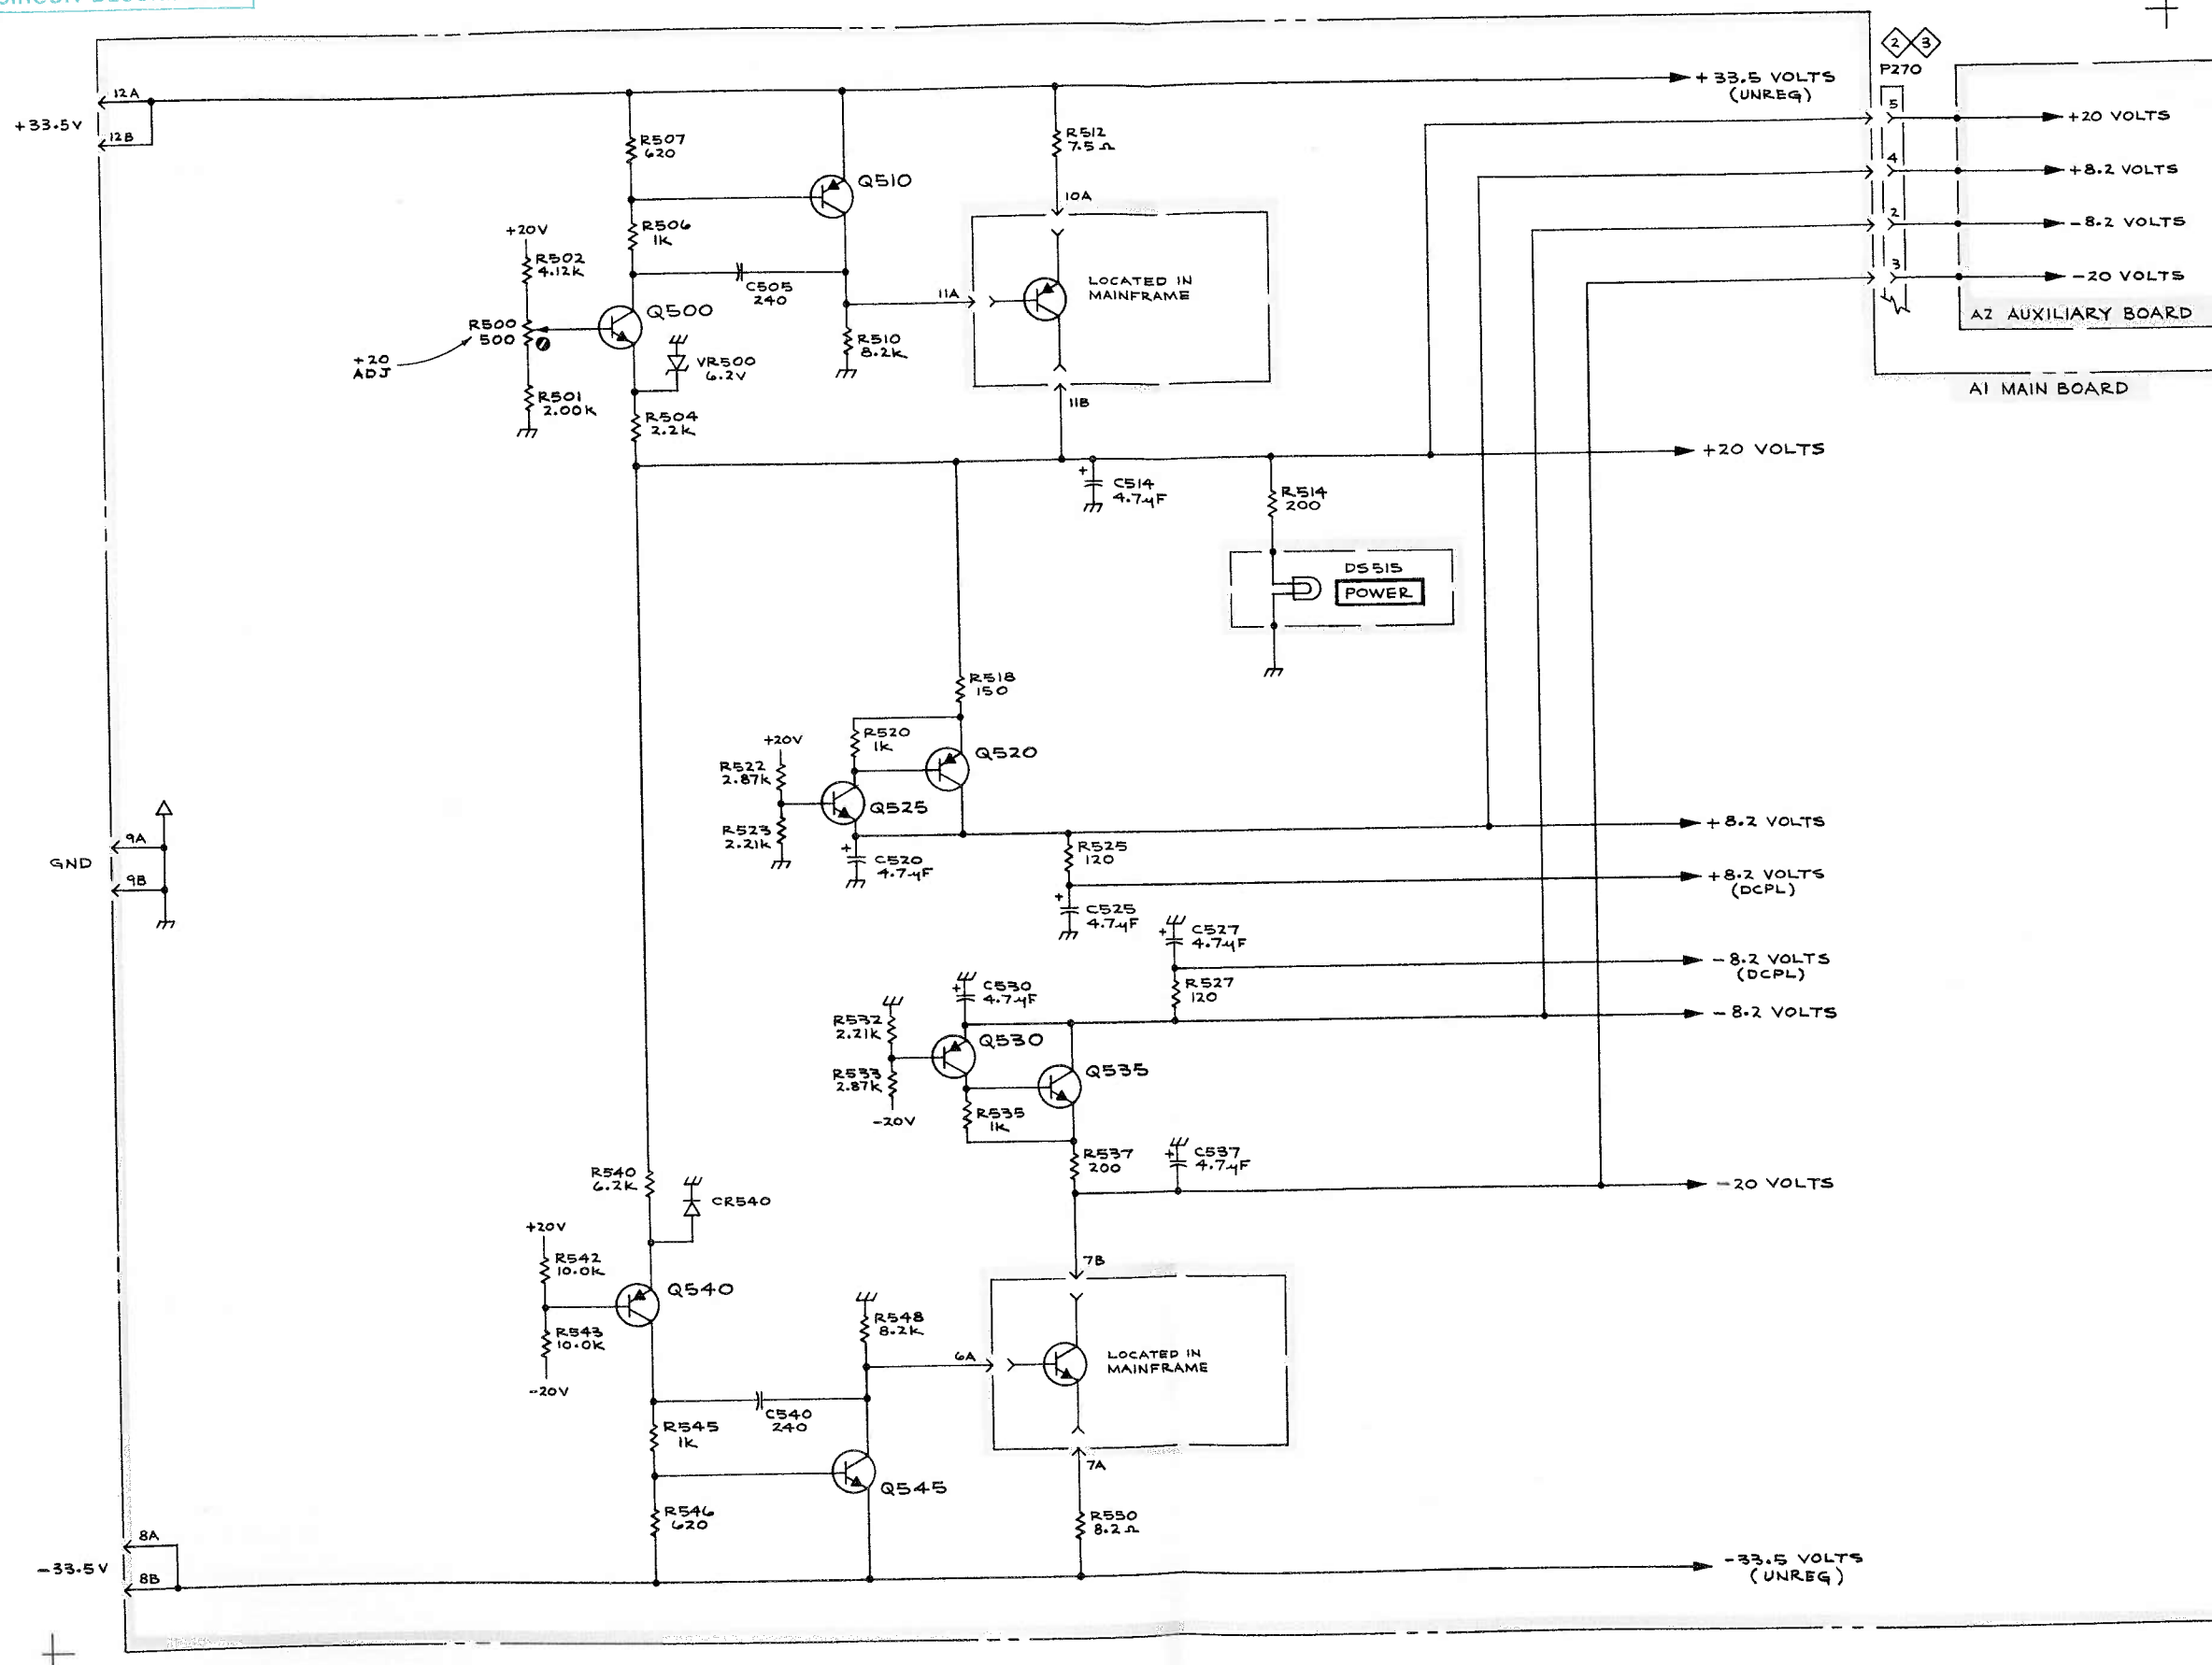 2 3
P270
12A
+33.5V
12B
+33.5 VOLTS
(UNREG)
5
+20 VOLTS
R507
620
R512
7.5Ω
4
+8.2 VOLTS
Q510
10A
2
-8.2 VOLTS
+20V
R506
1K
R502
4.12K
3
-20 VOLTS
C505
240
11A
LOCATED IN
MAINFRAME
Q500
R500
500
A2 AUXILIARY BOARD
+20
ADJ
VR500
6.2V
R510
8.2K
A1 MAIN BOARD
R501
2.00K
11B
R504
2.2K
+20 VOLTS
C514
4.7µF
R514
200
DS515
POWER
R518
150
+20V
R520
1K
Q520
R522
2.87K
Q525
R523
2.21K
+8.2 VOLTS
9A
GND
9B
C520
4.7µF
R525
120
+8.2 VOLTS
(DCPL)
C525
4.7µF
C527
4.7µF
-8.2 VOLTS
(DCPL)
C530
4.7µF
R527
120
-8.2 VOLTS
R532
2.21K
Q530
R533
2.87K
Q535
-20V
R535
1K
R537
200
C537
4.7µF
R540
6.2K
CR540
-20 VOLTS
+20V
R542
10.0K
7B
Q540
R543
10.0K
R548
8.2K
6A
LOCATED IN
MAINFRAME
-20V
C540
240
R545
1K
7A
Q545
R546
620
R550
8.2Ω
8A
-33.5V
8B
-33.5 VOLTS
(UNREG)